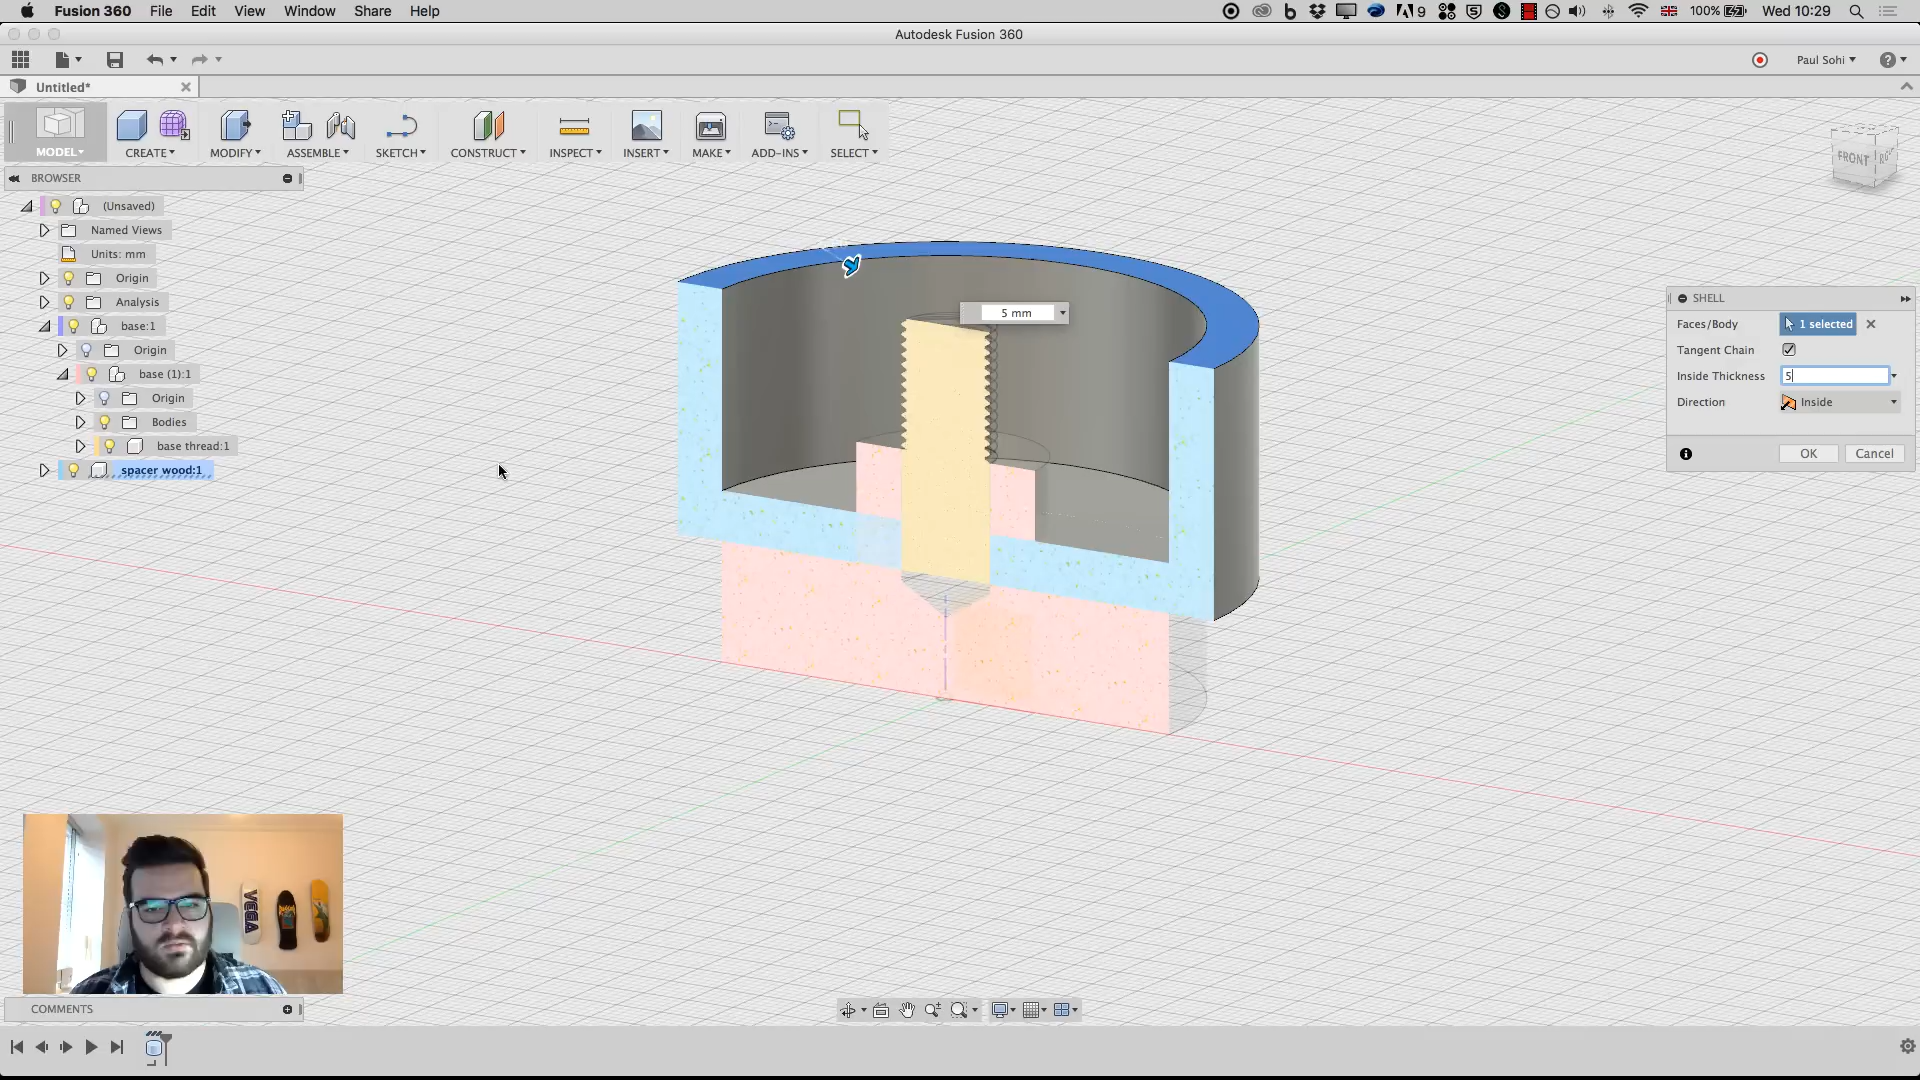 Fusion 360 File Edit View Window Share Help 9 100% Wed 10:29
Autodesk Fusion 360
Paul Sohi
Untitled*
MODEL CREATE MODIFY ASSEMBLE SKETCH CONSTRUCT INSPECT INSERT MAKE ADD-INS SELECT
FRONT
BROWSER
(Unsaved)
Named Views
Units: mm
Origin
Analysis
base:1
Origin
base (1):1
Origin
Bodies
base thread:1
spacer wood:1
5 mm
SHELL
Faces/Body 1 selected
Tangent Chain
Inside Thickness 5
Direction Inside
OK Cancel
VEGA
COMMENTS